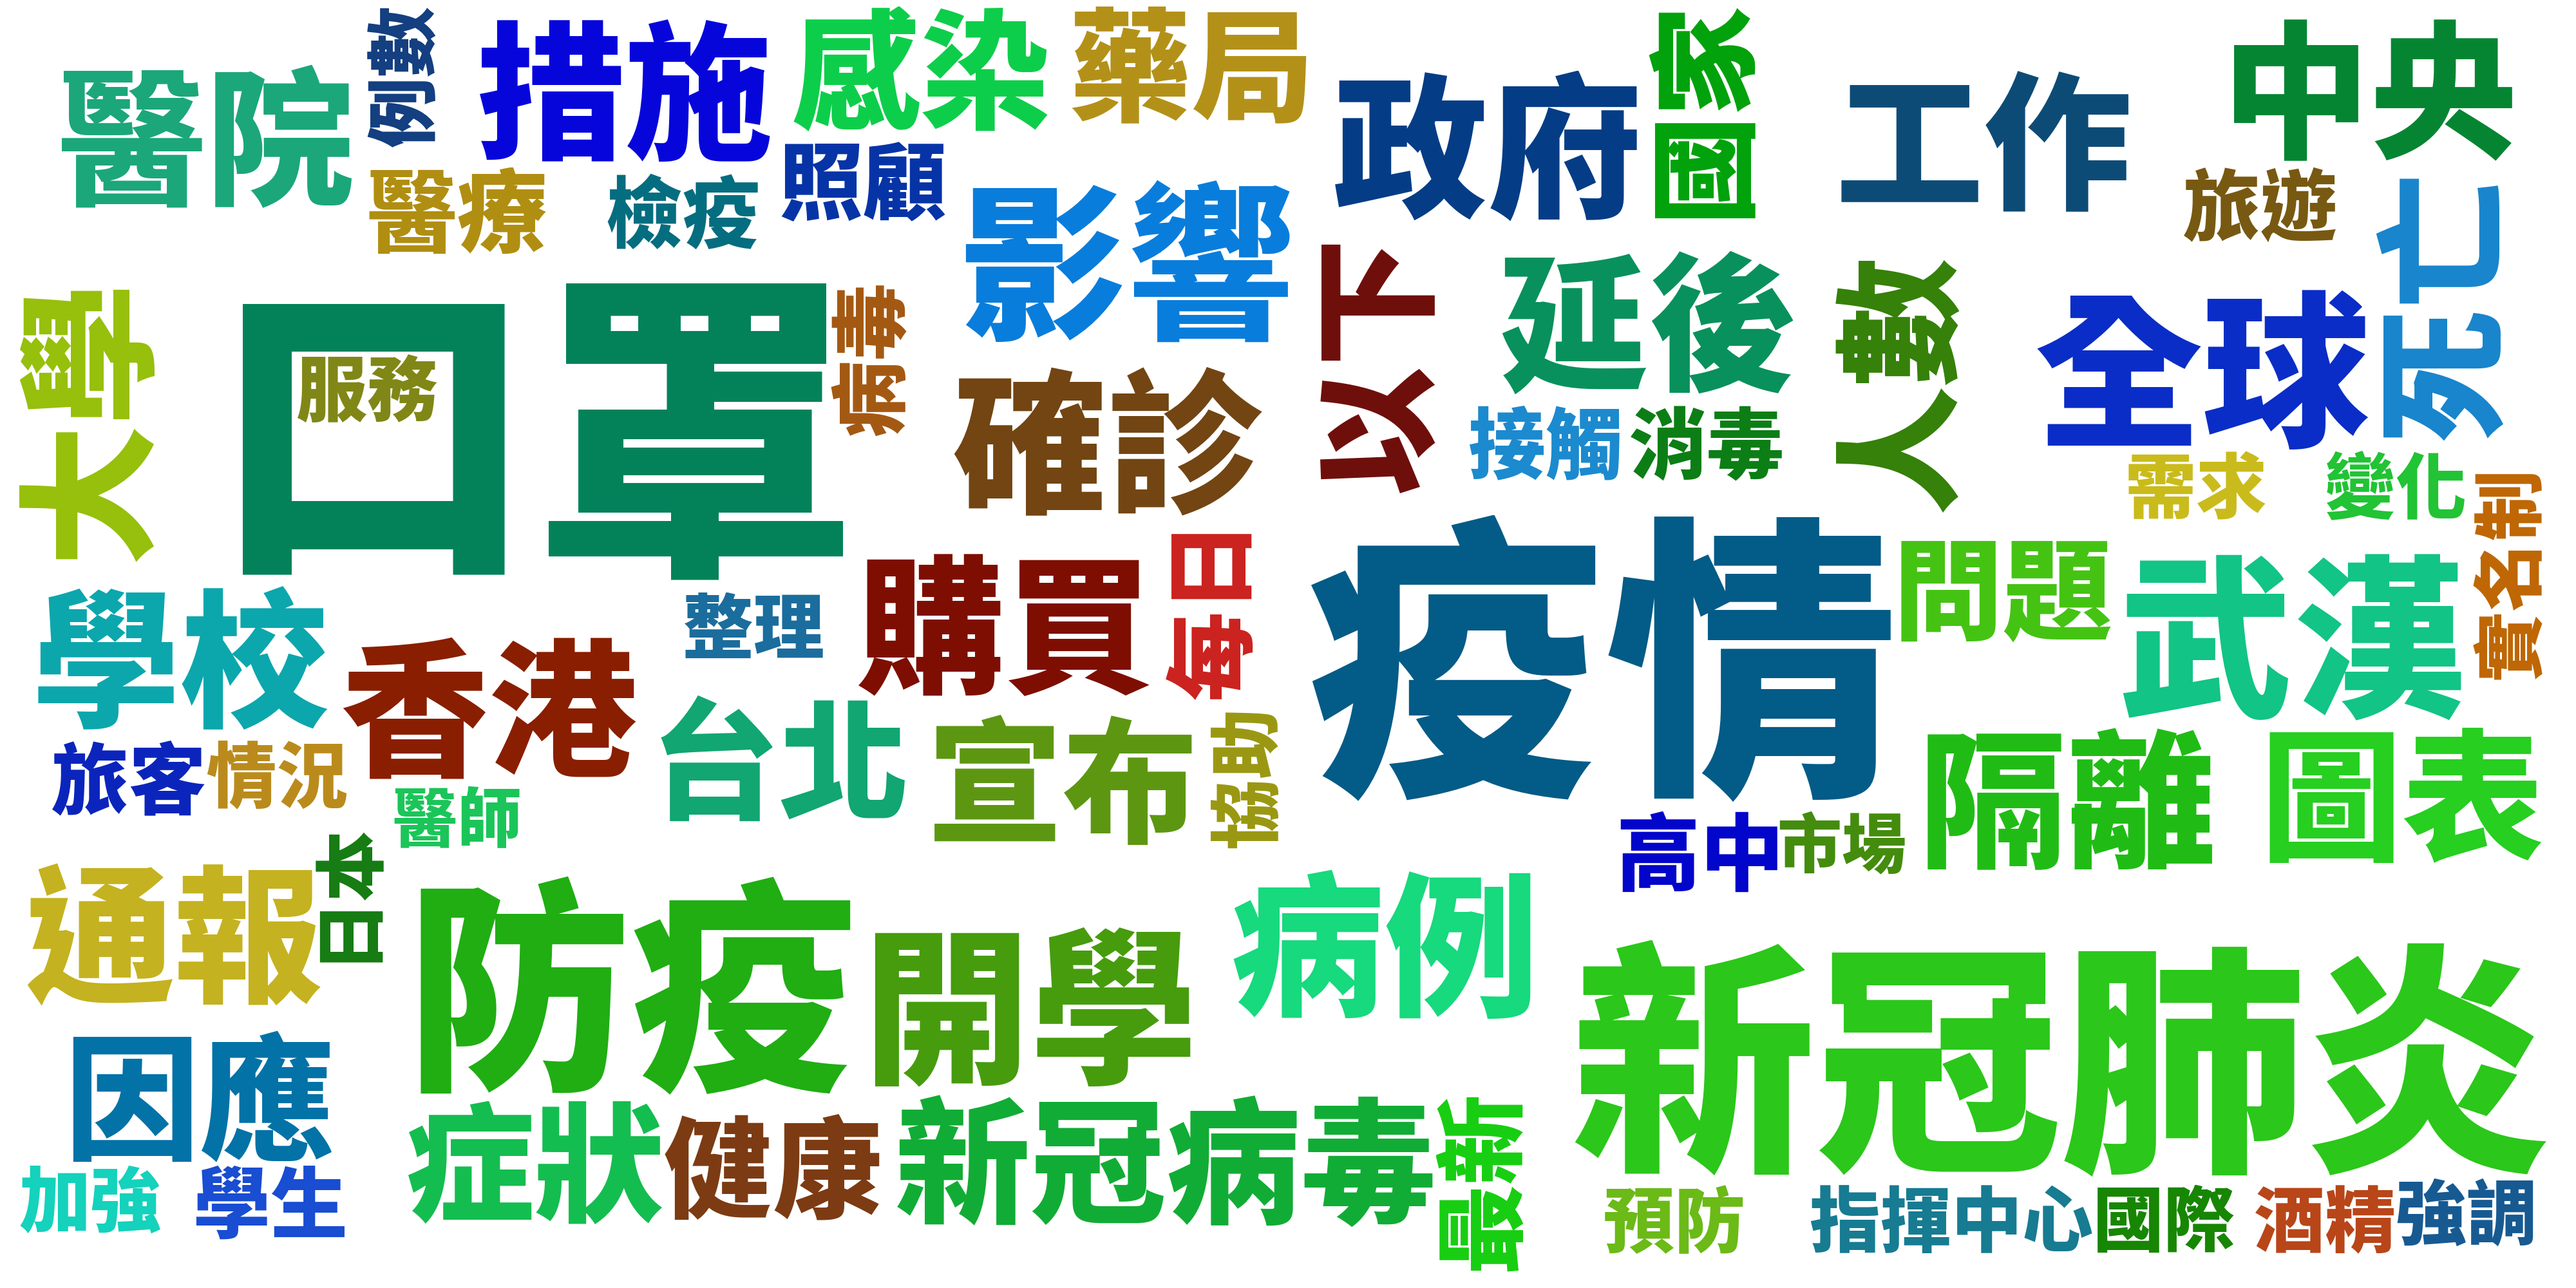 醫院
例數
措施
感染
藥局
政府
國家
工作
中央
醫療
檢疫
照顧
影響
旅遊
死亡
大學
口罩
服務
病毒
確診
以下
延後
接觸
消毒
人數
全球
需求
變化
實名制
學校
香港
整理
購買
每日
疫情
問題
武漢
旅客
情況
醫師
台北
宣布
協助
高中
市場
隔離
圖表
通報
日本
防疫
開學
病例
新冠肺炎
因應
症狀
健康
新冠病毒
最新
加強
學生
預防
指揮中心
國際
酒精
強調